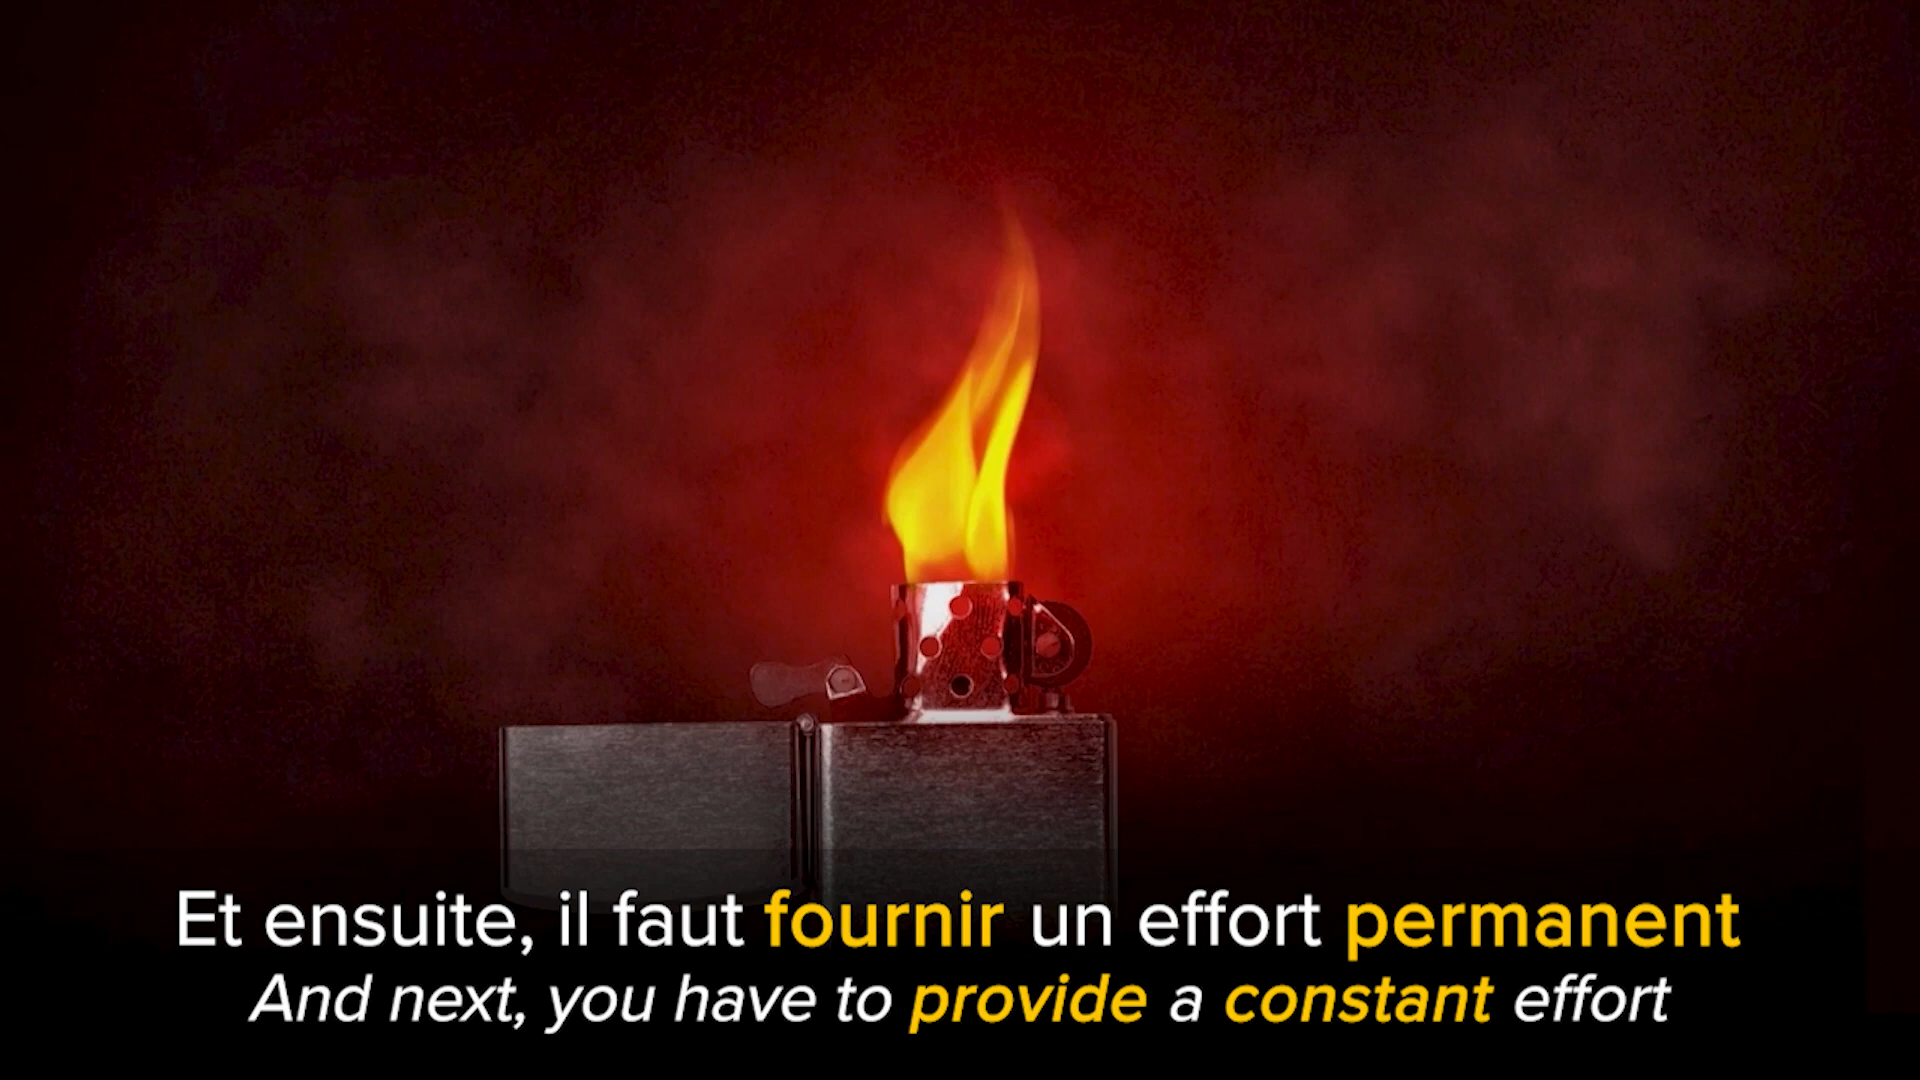 Et ensuite, il faut fournir un effort permanent
And next, you have to provide a constant effort